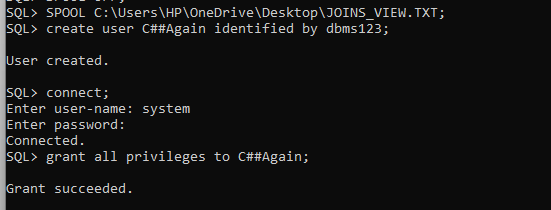 SQL> SPOOL C:\Users\HP\OneDrive\Desktop\JOINS_VIEW.TXT;
SQL> create user C##Again identified by dbms123;
User created.
SQL> connect;
Enter user-name: system
Enter password:
Connected.
SQL> grant all privileges to C##Again;
Grant succeeded.